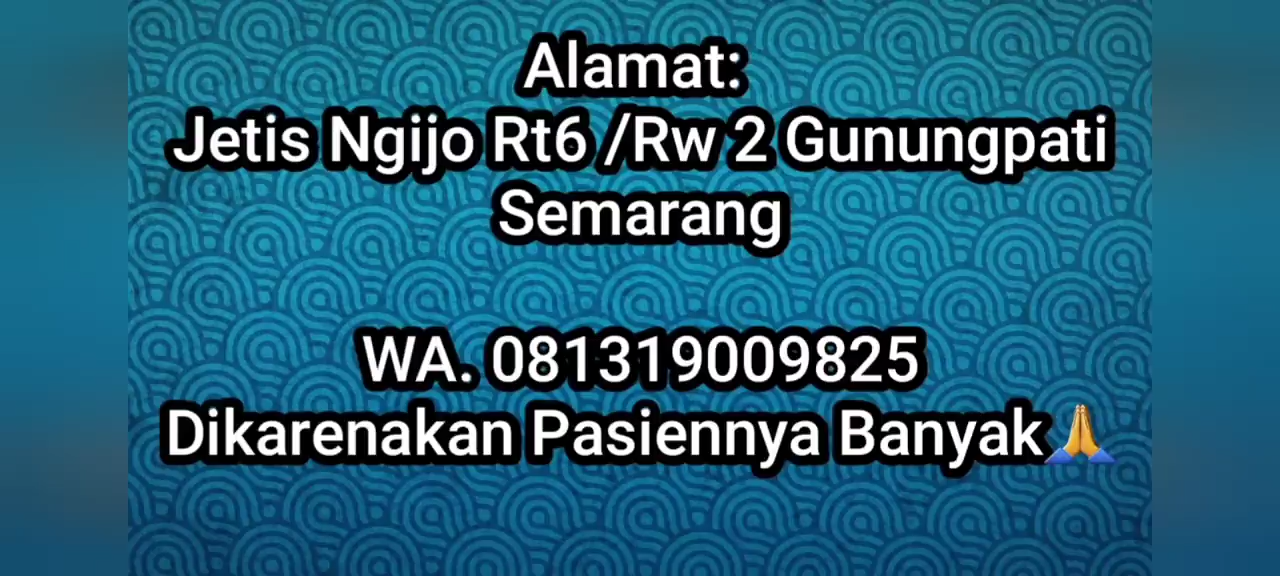 Alamat:
Jetis Ngijo Rt6 /Rw 2 Gunungpati
Semarang
WA. 081319009825
Dikarenakan Pasiennya Banyak🙏